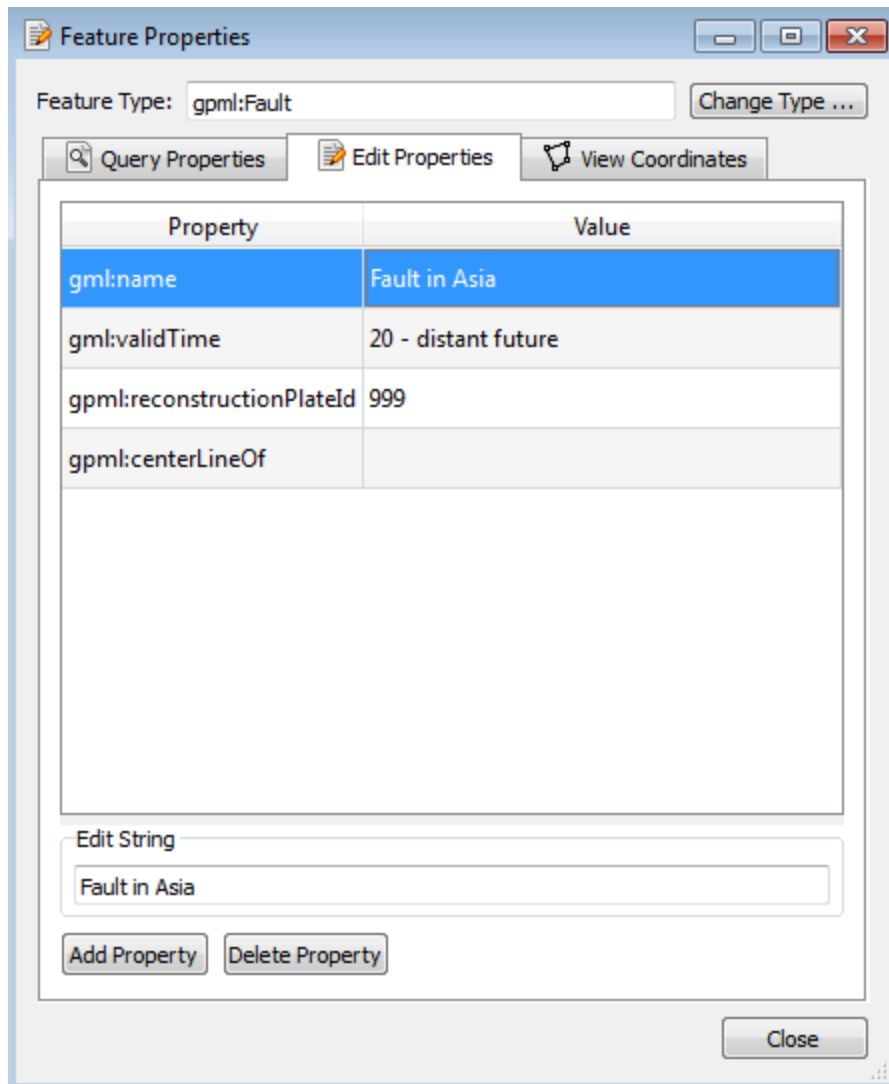 Feature Properties
Feature Type: gpml:Fault Change Type ...
Query Properties Edit Properties View Coordinates
Property Value
gml:name Fault in Asia
gml:validTime 20 - distant future
gpml:reconstructionPlateId 999
gpml:centerLineOf
Edit String
Fault in Asia
Add Property Delete Property
Close